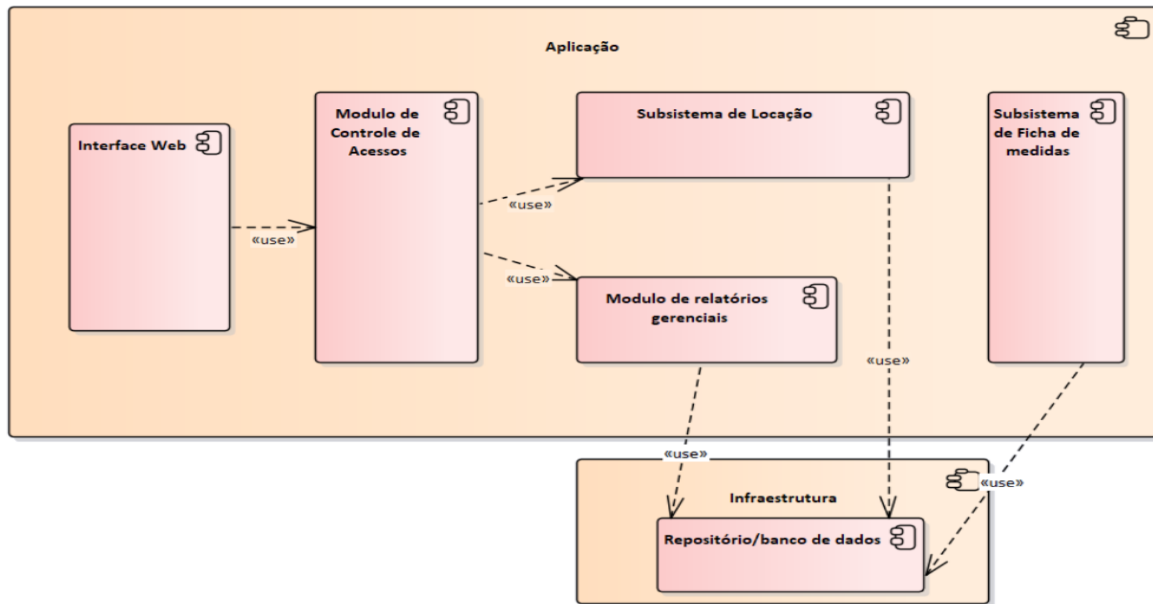 Aplicação
Interface Web
Modulo de
Controle de
Acessos
Subsistema de Locação
Subsistema
de Ficha de
medidas
«use»
«use»
«use»
Modulo de relatórios
gerenciais
«use»
«use»
«use»
Infraestrutura
Repositório/banco de dados